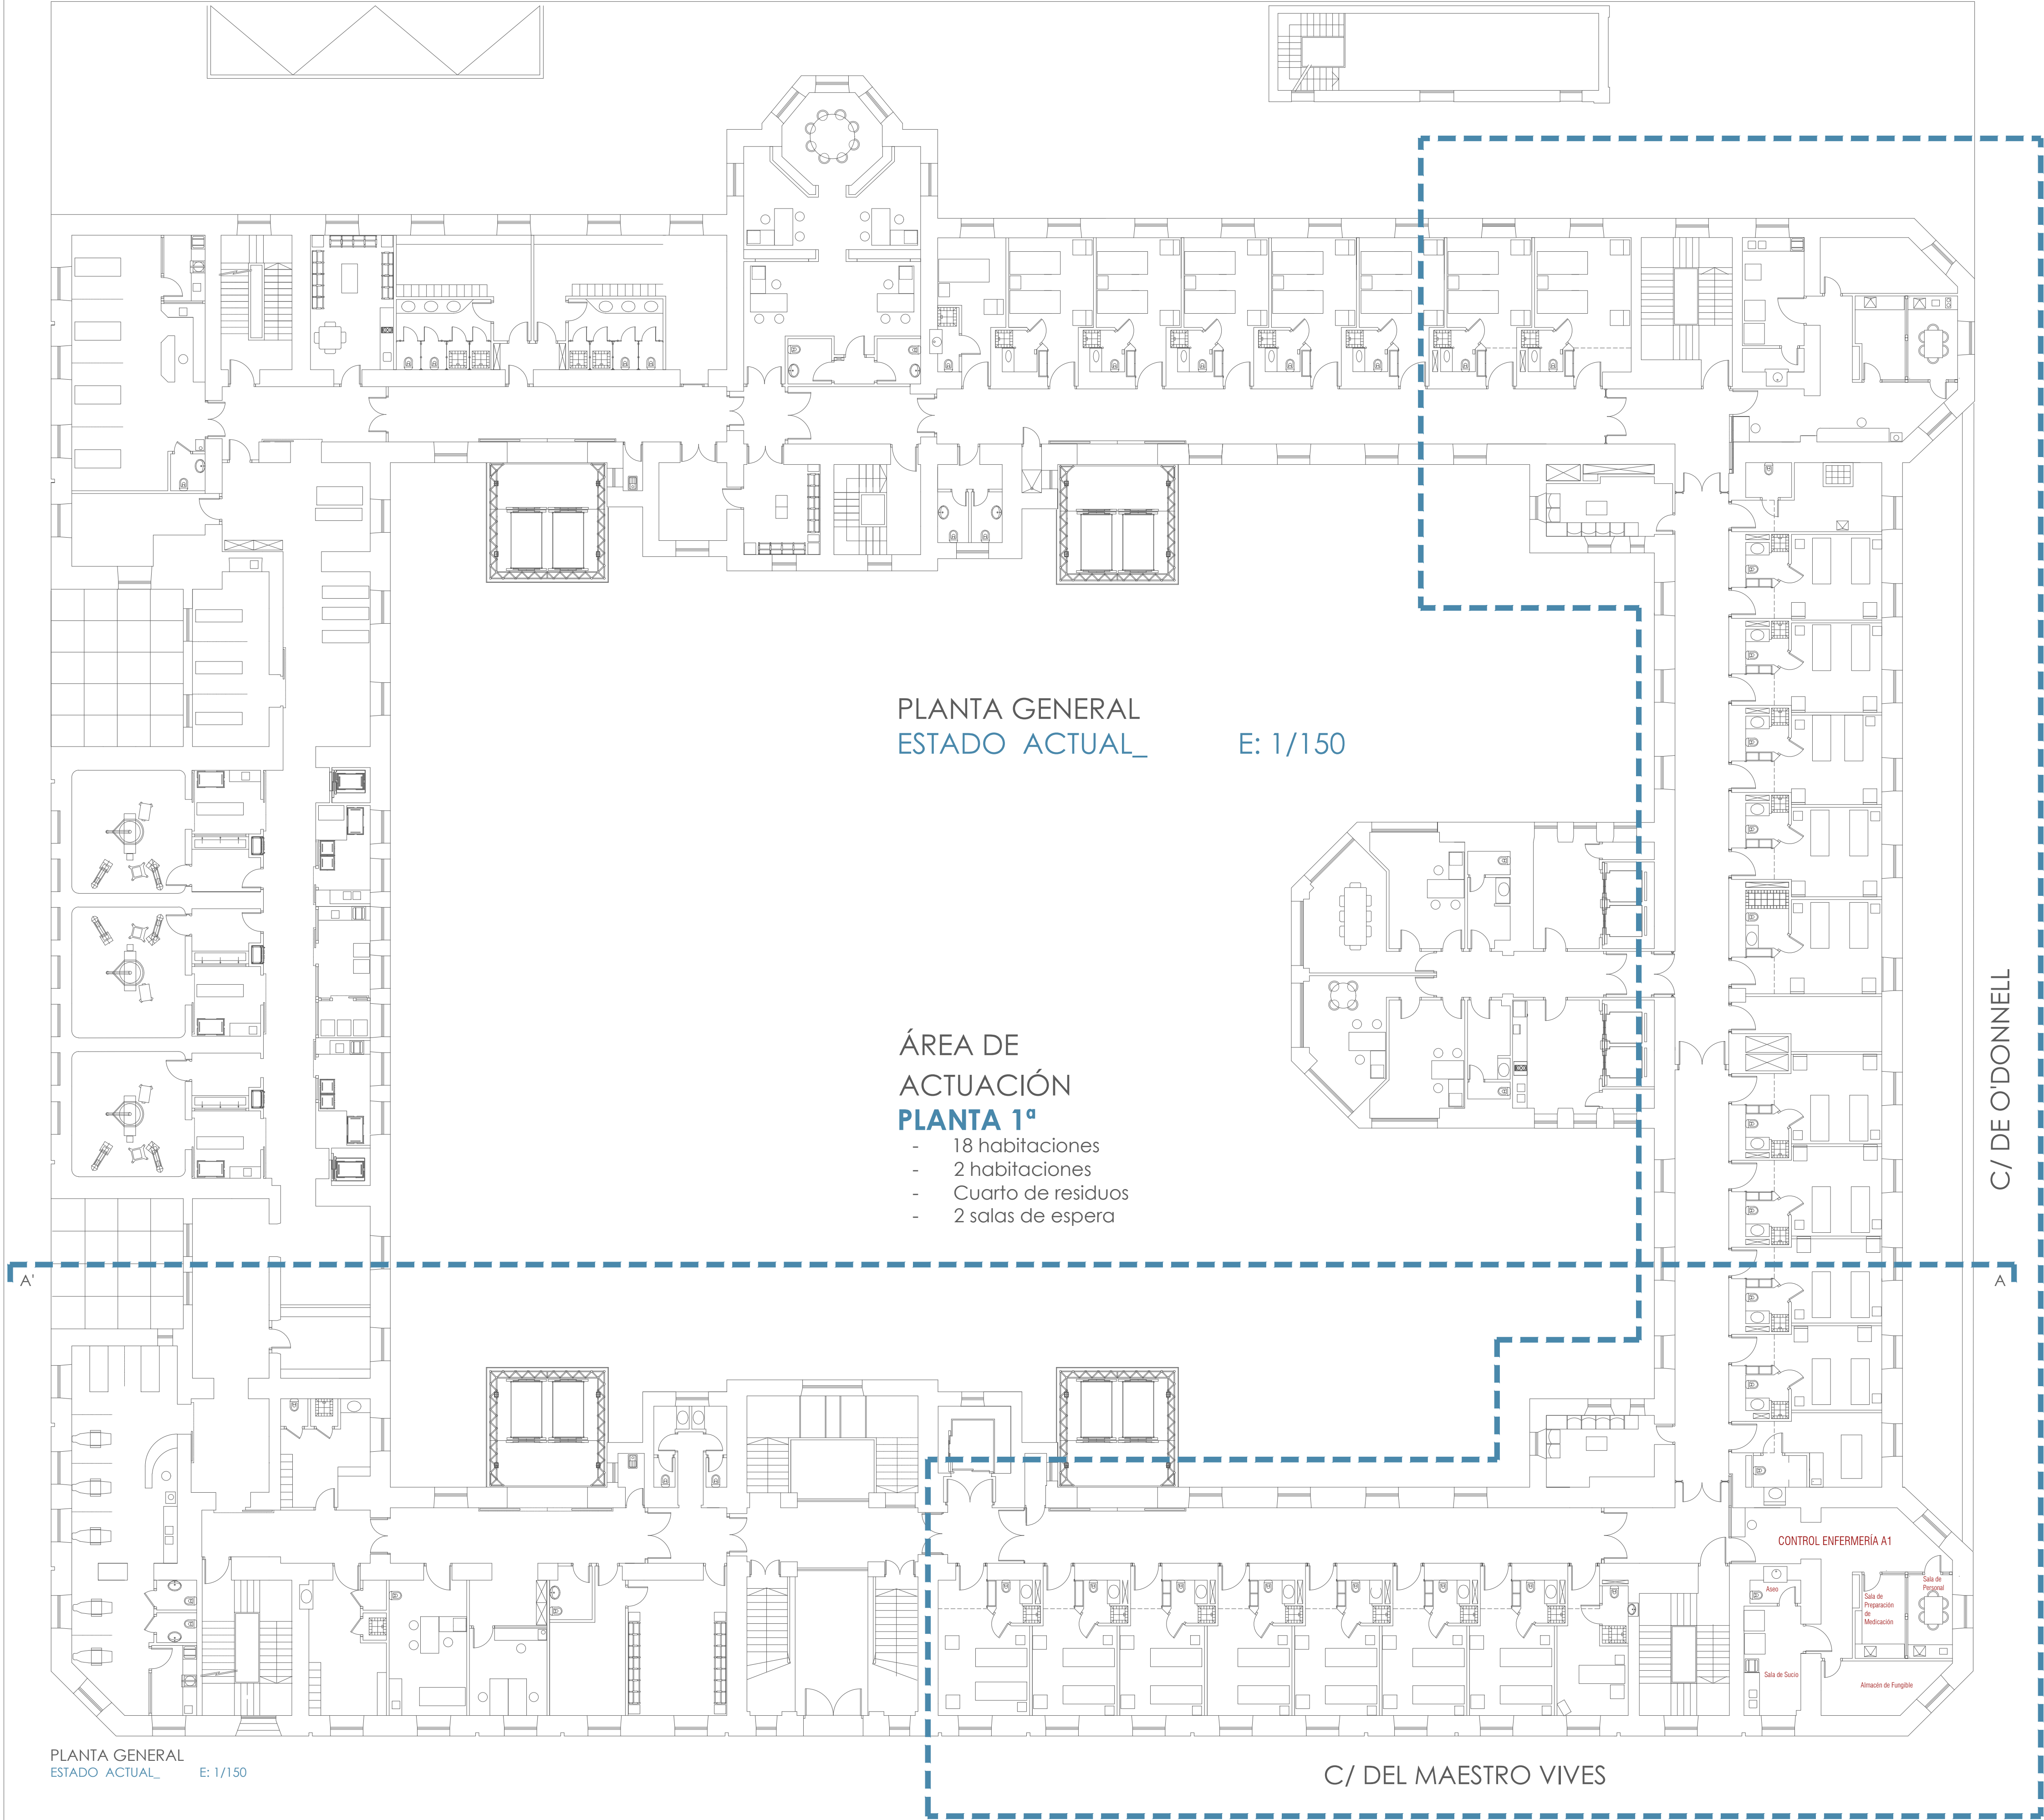 PLANTA GENERAL
ESTADO ACTUAL_ E: 1/150
ÁREA DE
ACTUACIÓN
PLANTA 1ª
- 18 habitaciones
- 2 habitaciones
- Cuarto de residuos
- 2 salas de espera
C/ DE O'DONNELL
A'
A
CONTROL ENFERMERÍA A1
Aseo
Sala de
Personal
Sala de
Preparación
de
Medicación
Sala de Sucio
Almacén de Fungible
PLANTA GENERAL
ESTADO ACTUAL_ E: 1/150
C/ DEL MAESTRO VIVES